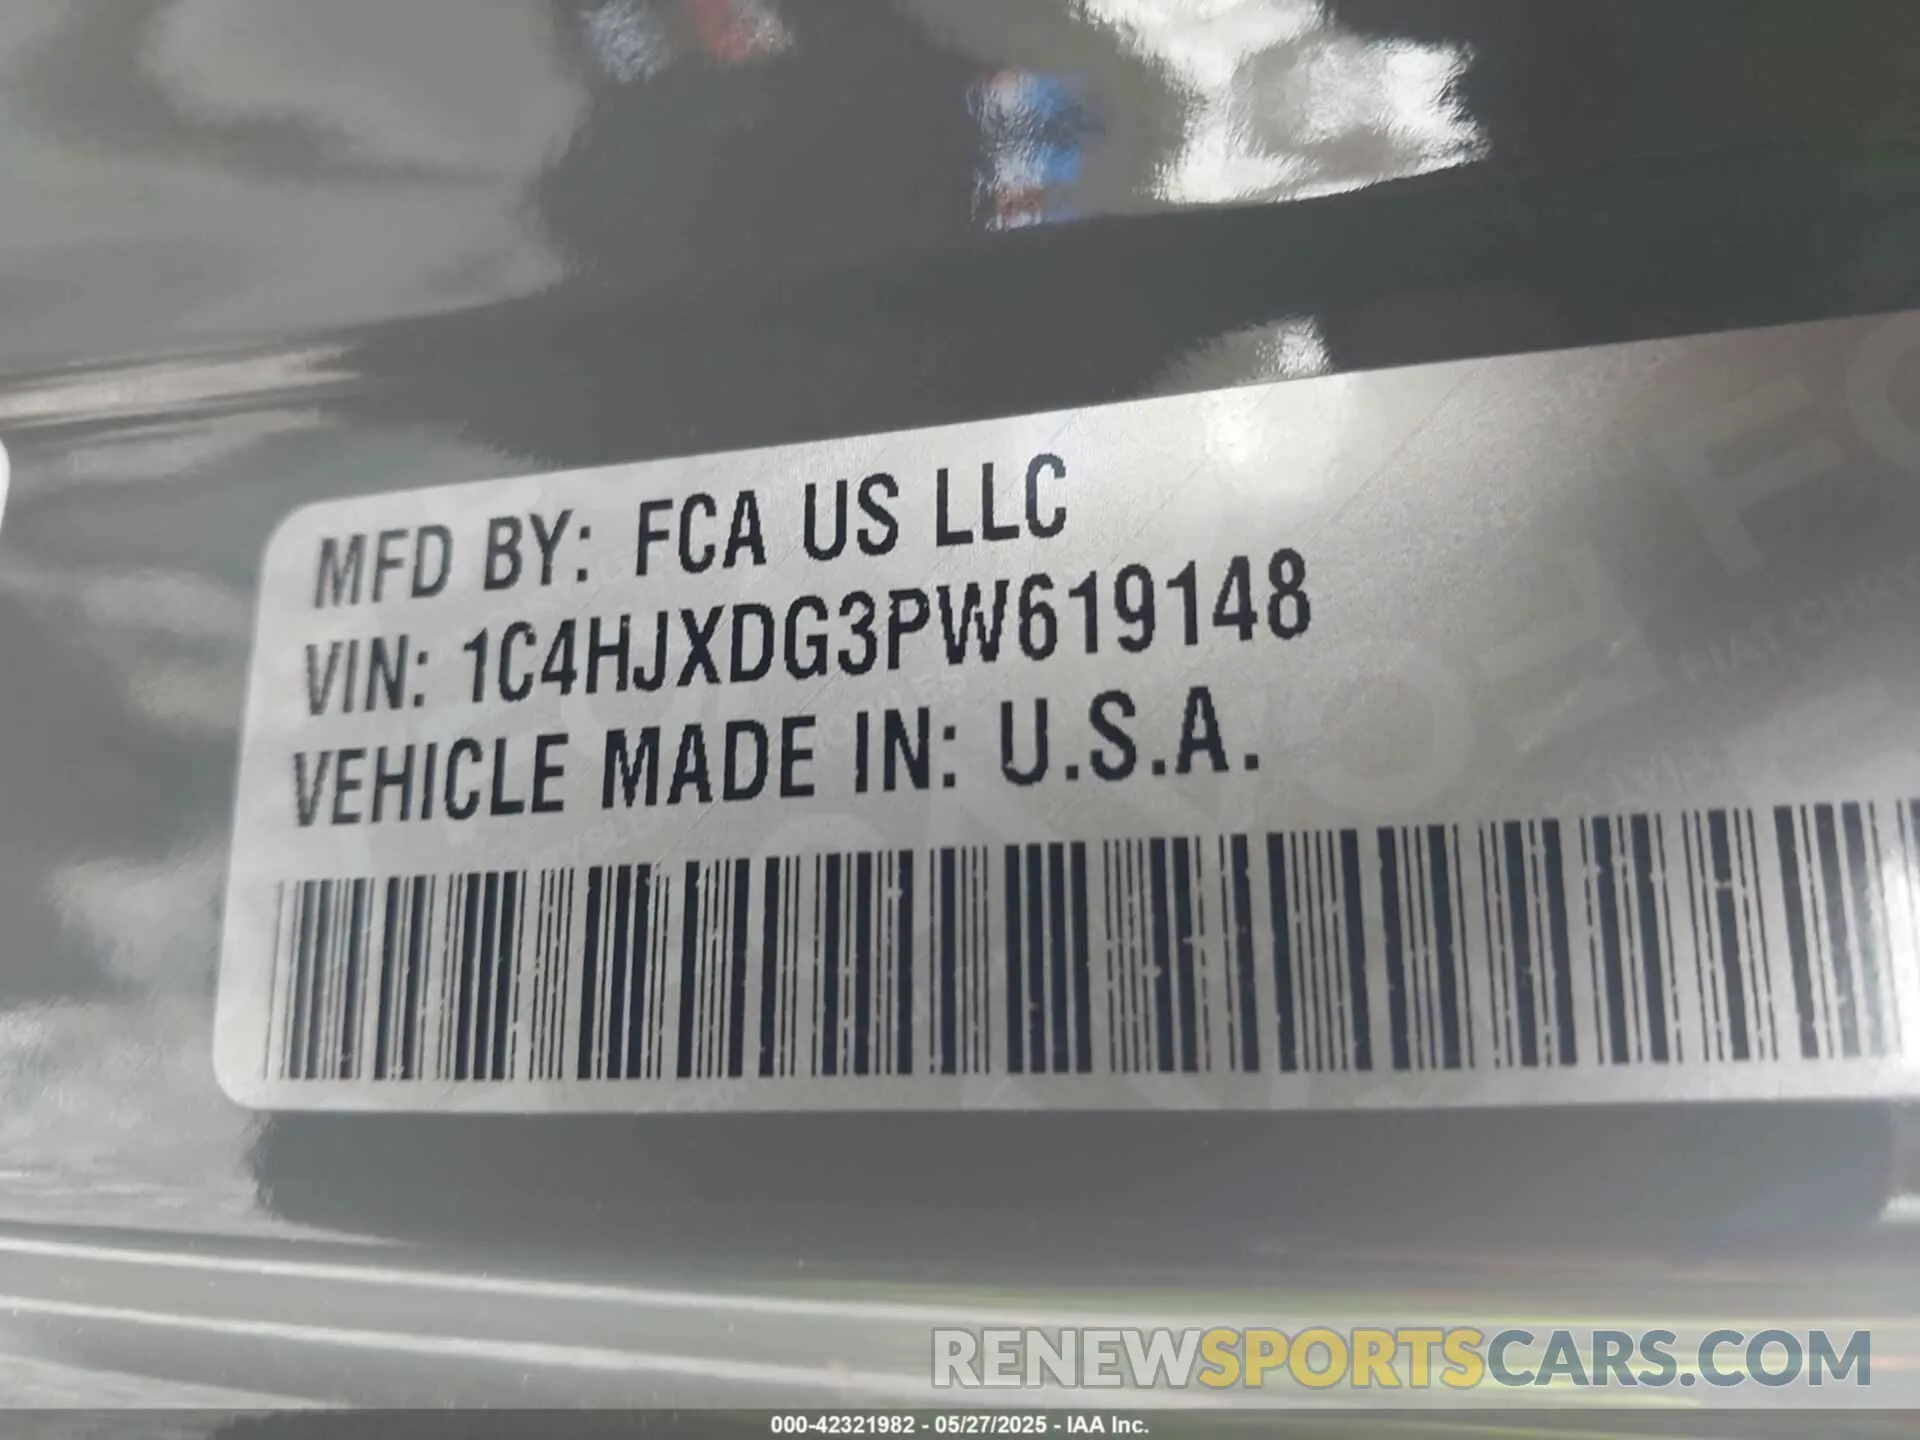 MFD BY: FCA US LLC
VIN: 1C4HJXDG3PW619148
VEHICLE MADE IN: U.S.A.
RENEWSPORTSCARS.COM
000-42321982 - 05/27/2025 - IAA Inc.